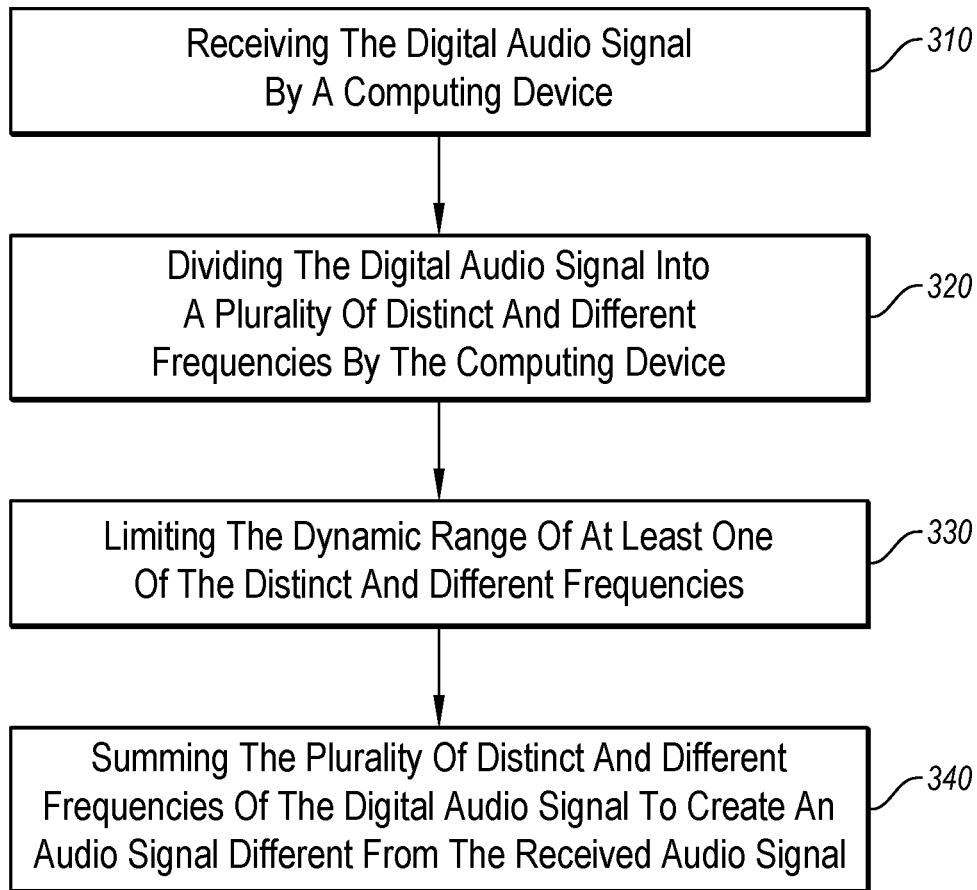 Receiving The Digital Audio Signal
By A Computing Device
310
Dividing The Digital Audio Signal Into
A Plurality Of Distinct And Different
Frequencies By The Computing Device
320
Limiting The Dynamic Range Of At Least One
Of The Distinct And Different Frequencies
330
Summing The Plurality Of Distinct And Different
Frequencies Of The Digital Audio Signal To Create An
Audio Signal Different From The Received Audio Signal
340